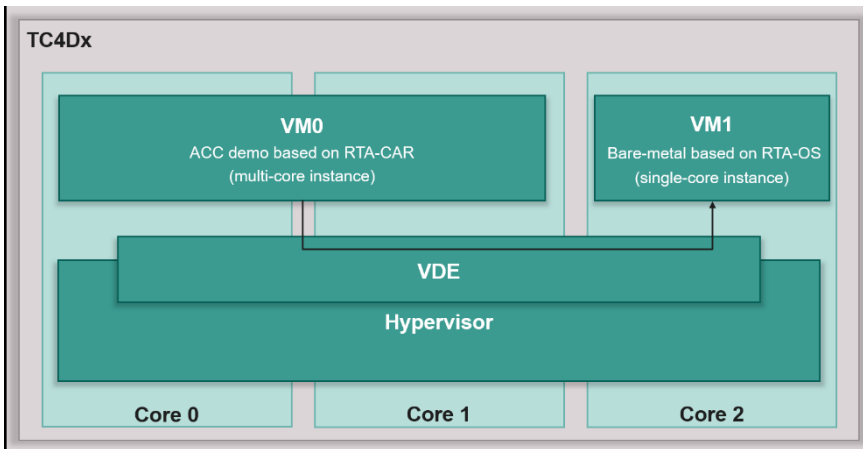 TC4Dx
VM0
ACC demo based on RTA-CAR
(multi-core instance)
VM1
Bare-metal based on RTA-OS
(single-core instance)
VDE
Hypervisor
Core 0
Core 1
Core 2